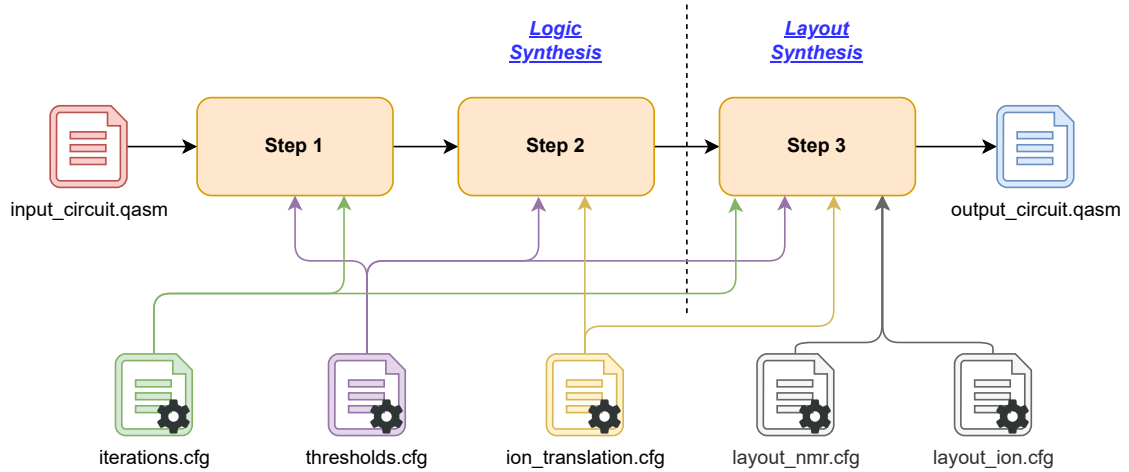 Logic
Synthesis
Layout
Synthesis
Step 1
Step 2
Step 3
input_circuit.qasm
output_circuit.qasm
iterations.cfg
thresholds.cfg
ion_translation.cfg
layout_nmr.cfg
layout_ion.cfg